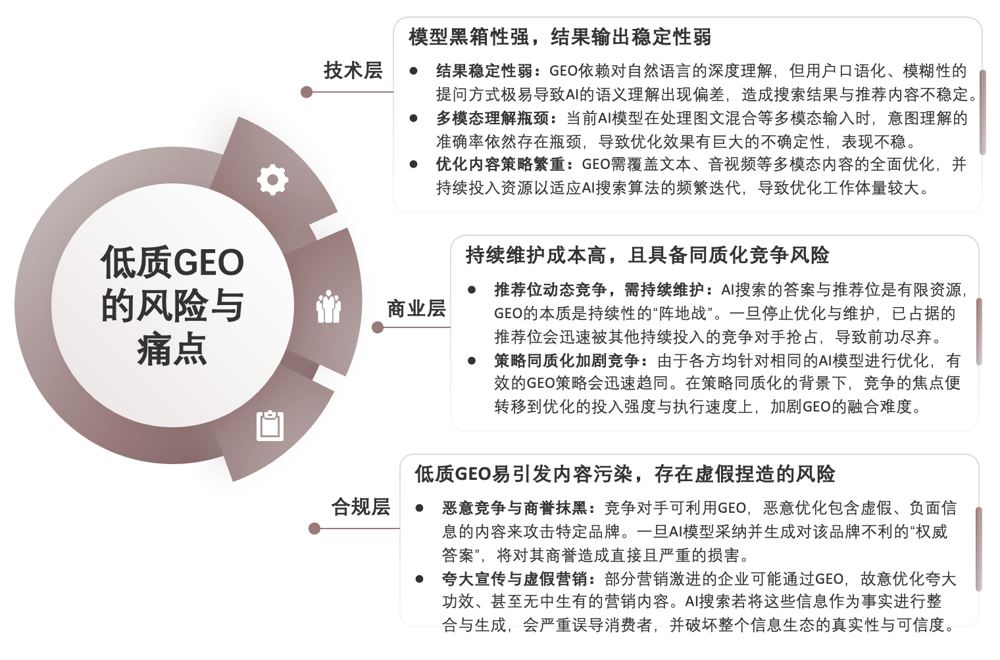 低质GEO
的风险与
痛点
技术层
模型黑箱性强，结果输出稳定性弱
● 结果稳定性弱：GEO依赖对自然语言的深度理解，但用户口语化、模糊性的
提问方式极易导致AI的语义理解出现偏差，造成搜索结果与推荐内容不稳定。
● 多模态理解瓶颈：当前AI模型在处理图文混合等多模态输入时，意图理解的
准确率依然存在瓶颈，导致优化效果有巨大的不确定性，表现不稳。
● 优化内容策略繁重：GEO需覆盖文本、音视频等多模态内容的全面优化，并
持续投入资源以适应AI搜索算法的频繁迭代，导致优化工作体量较大。
商业层
持续维护成本高，且具备同质化竞争风险
● 推荐位动态竞争，需持续维护：AI搜索的答案与推荐位是有限资源，
GEO的本质是持续性的“阵地战”。一旦停止优化与维护，已占据的
推荐位会迅速被其他持续投入的竞争对手抢占，导致前功尽弃。
● 策略同质化加剧竞争：由于各方均针对相同的AI模型进行优化，有
效的GEO策略会迅速趋同。在策略同质化的背景下，竞争的焦点便
转移到优化的投入强度与执行速度上，加剧GEO的融合难度。
合规层
低质GEO易引发内容污染，存在虚假捏造的风险
● 恶意竞争与商誉抹黑：竞争对手可利用GEO，恶意优化包含虚假、负面信
息的内容来攻击特定品牌。一旦AI模型采纳并生成对该品牌不利的“权威
答案”，将对其商誉造成直接且严重的损害。
● 夸大宣传与虚假营销：部分营销激进的企业可能通过GEO，故意优化夸大
功效、甚至无中生有的营销内容。AI搜索若将这些信息作为事实进行整
合与生成，会严重误导消费者，并破坏整个信息生态的真实性与可信度。